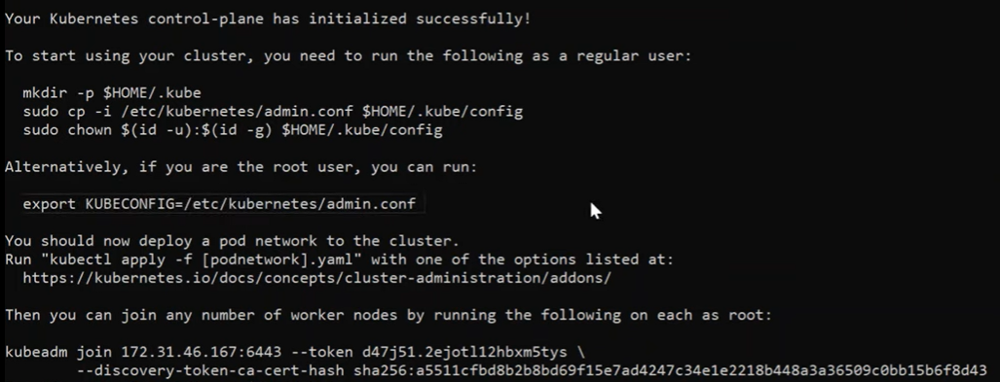 Your Kubernetes control-plane has initialized successfully!
To start using your cluster, you need to run the following as a regular user:
mkdir -p $HOME/.kube
sudo cp -i /etc/kubernetes/admin.conf $HOME/.kube/config
sudo chown $(id -u):$(id -g) $HOME/.kube/config
Alternatively, if you are the root user, you can run:
export KUBECONFIG=/etc/kubernetes/admin.conf
You should now deploy a pod network to the cluster.
Run "kubectl apply -f [podnetwork].yaml" with one of the options listed at:
https://kubernetes.io/docs/concepts/cluster-administration/addons/
Then you can join any number of worker nodes by running the following on each as root:
kubeadm join 172.31.46.167:6443 --token d47j51.2ejotl12hbxm5tys \
--discovery-token-ca-cert-hash sha256:a5511cfbd8b2b8bd69f15e7ad4247c34e1e2218b448a3a36509c0bb15b6f8d43